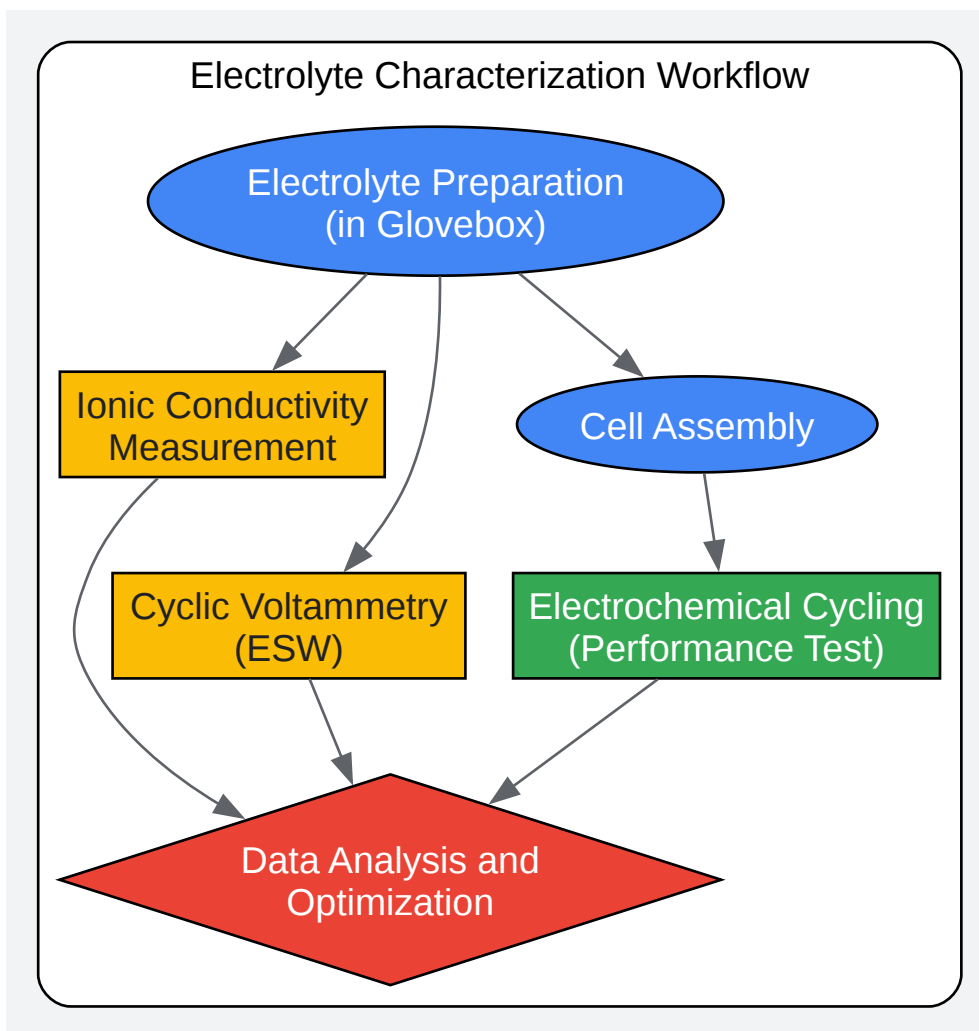 Electrolyte Characterization Workflow
Electrolyte Preparation
(in Glovebox)
Ionic Conductivity
Measurement
Cell Assembly
Cyclic Voltammetry
(ESW)
Electrochemical Cycling
(Performance Test)
Data Analysis and
Optimization